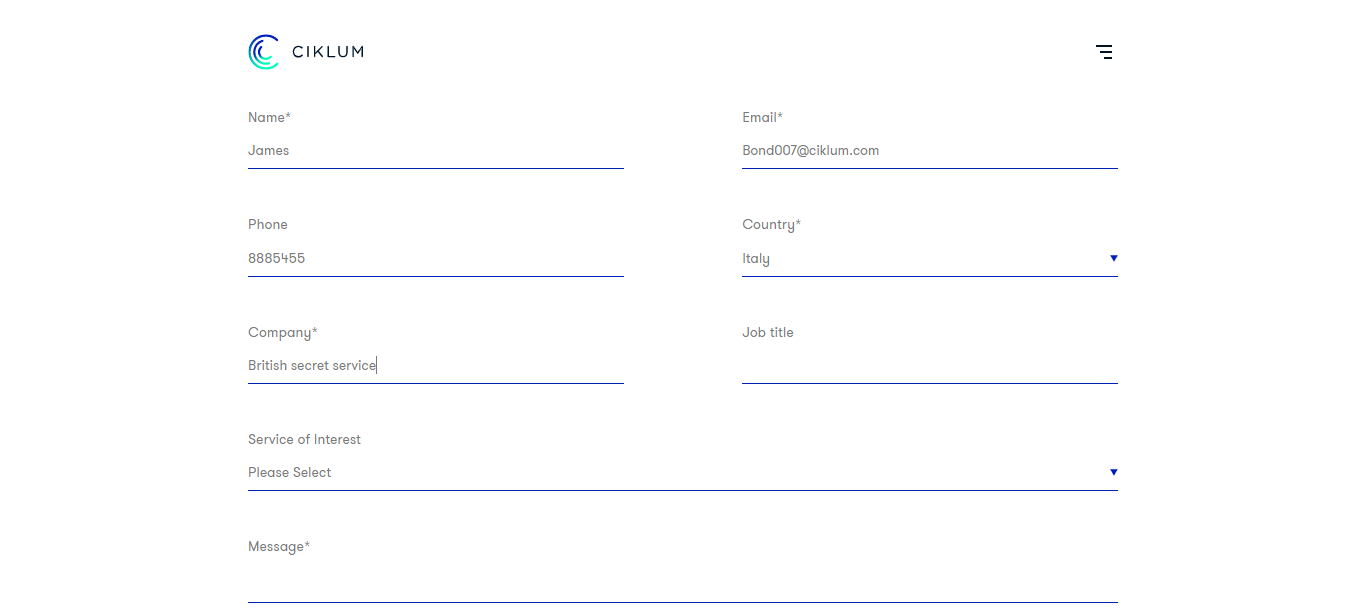 CIKLUM
Name* Email*
James Bond007@ciklum.com
Phone Country*
8885455 Italy
Company* Job title
British secret service
Service of Interest
Please Select
Message*